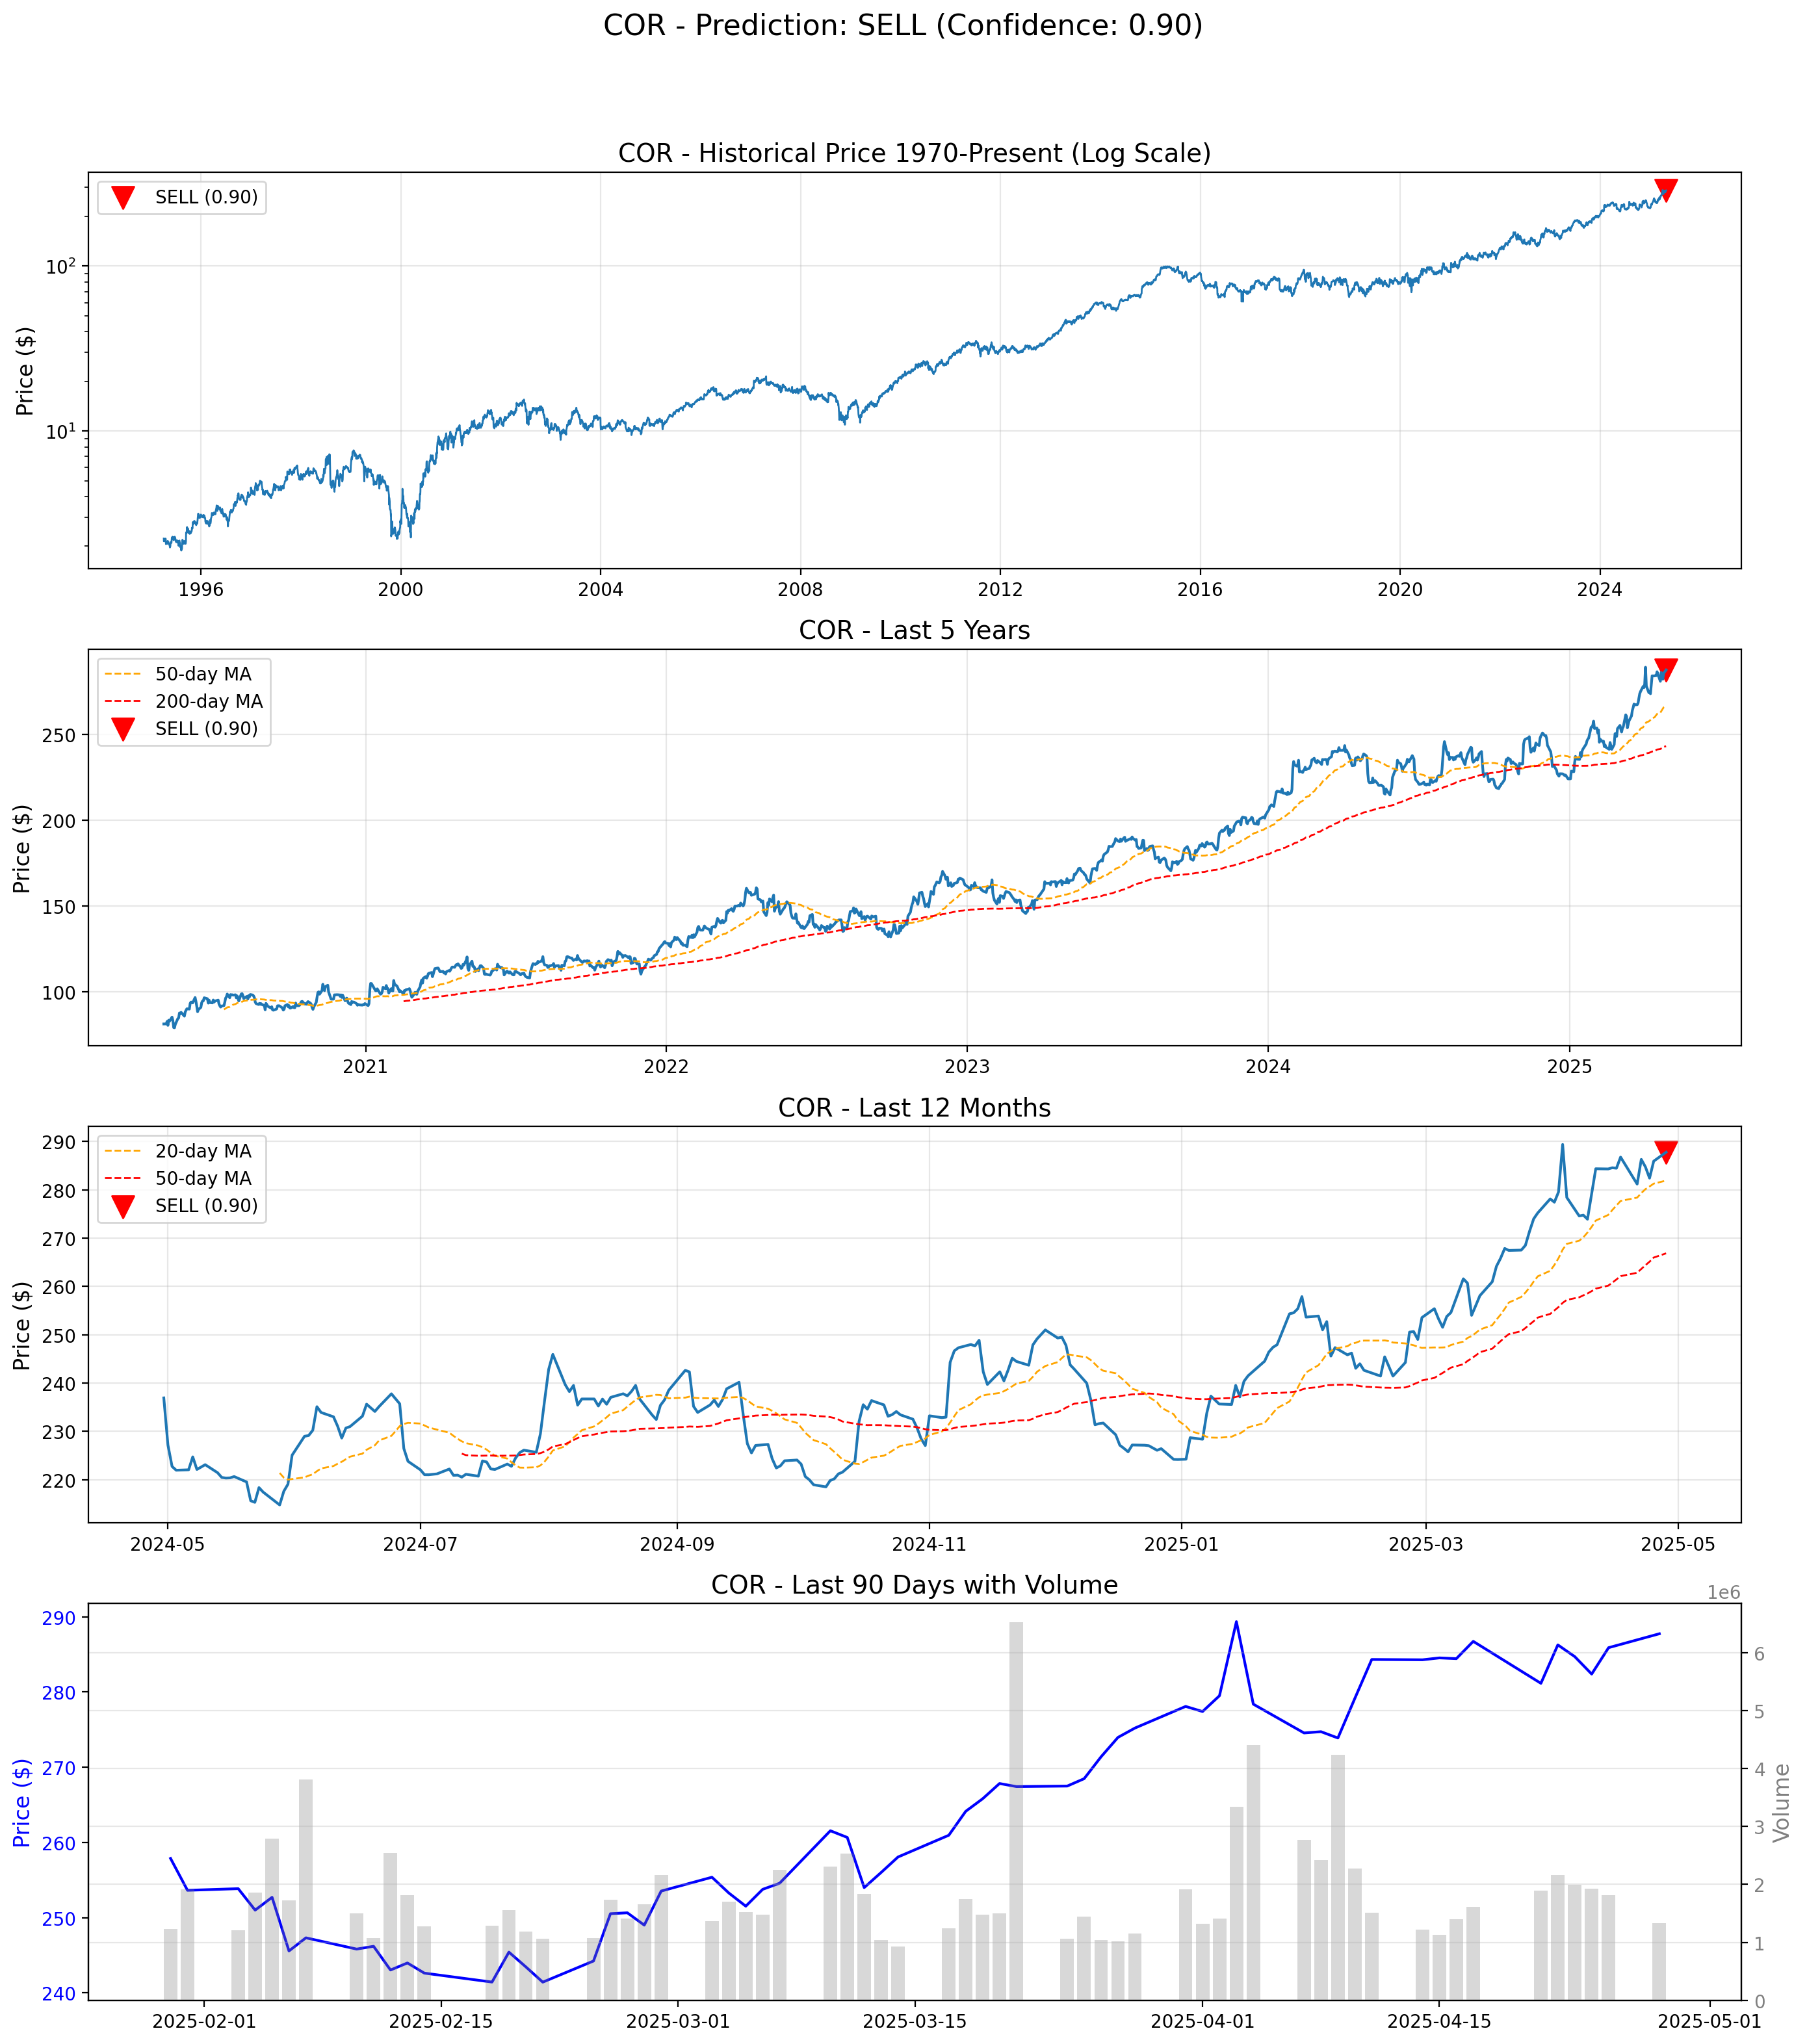 COR - Prediction: SELL (Confidence: 0.90)
COR - Historical Price 1970-Present (Log Scale)
SELL (0.90)
Price ($)
10²
10¹
1996 2000 2004 2008 2012 2016 2020 2024
COR - Last 5 Years
50-day MA
200-day MA
SELL (0.90)
Price ($)
250
200
150
100
2021 2022 2023 2024 2025
COR - Last 12 Months
20-day MA
50-day MA
SELL (0.90)
Price ($)
290
280
270
260
250
240
230
220
2024-05 2024-07 2024-09 2024-11 2025-01 2025-03 2025-05
COR - Last 90 Days with Volume
1e6
Price ($)
290
280
270
260
250
240
6
5
4
3
2
1
0
Volume
2025-02-01 2025-02-15 2025-03-01 2025-03-15 2025-04-01 2025-04-15 2025-05-01